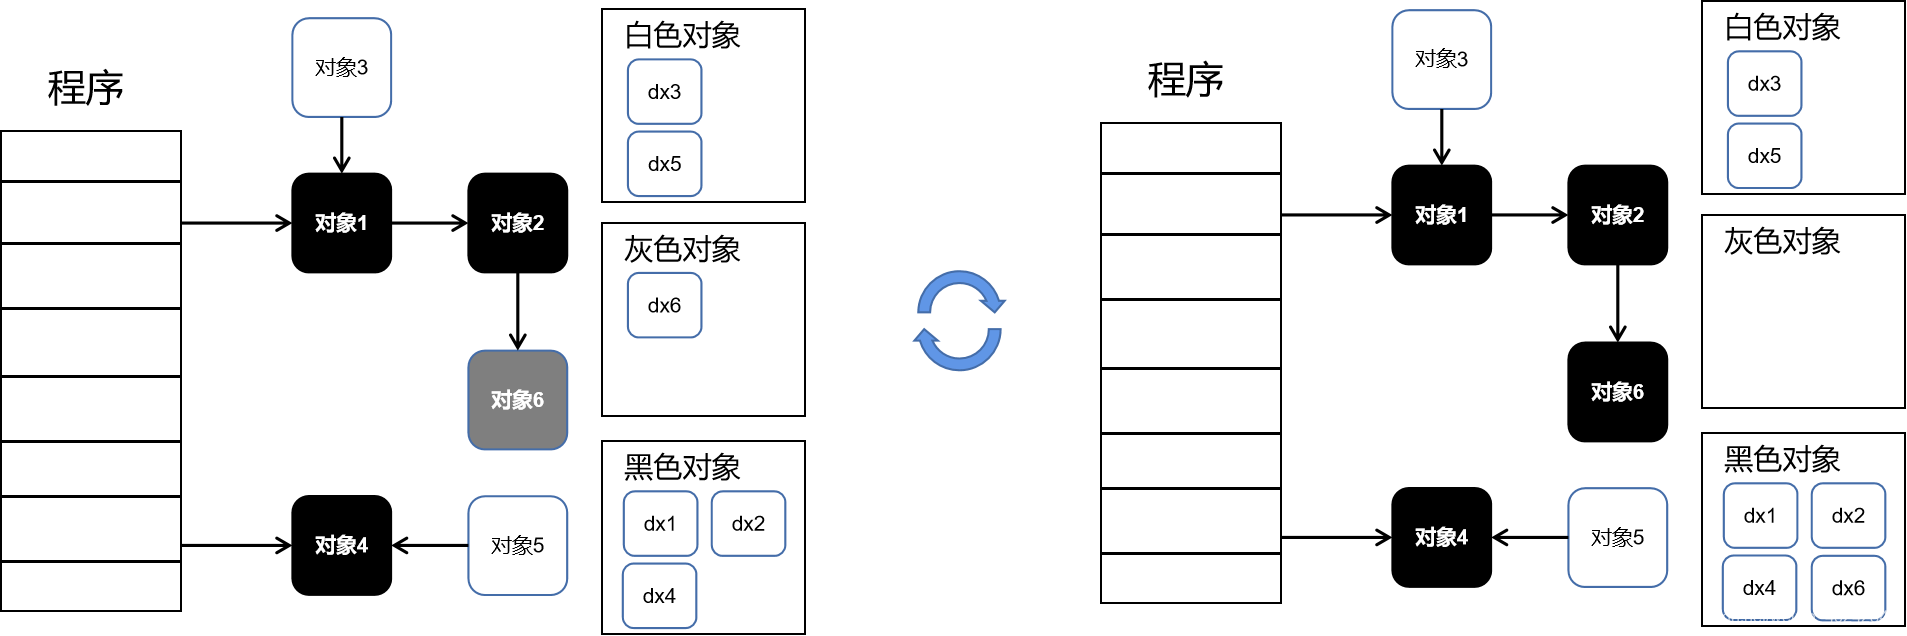 程序
对象3
对象1
对象2
对象6
对象4
对象5
白色对象
dx3
dx5
灰色对象
dx6
黑色对象
dx1 dx2
dx4
程序
对象3
对象1
对象2
对象6
对象4
对象5
白色对象
dx3
dx5
灰色对象
黑色对象
dx1 dx2
dx4 dx6